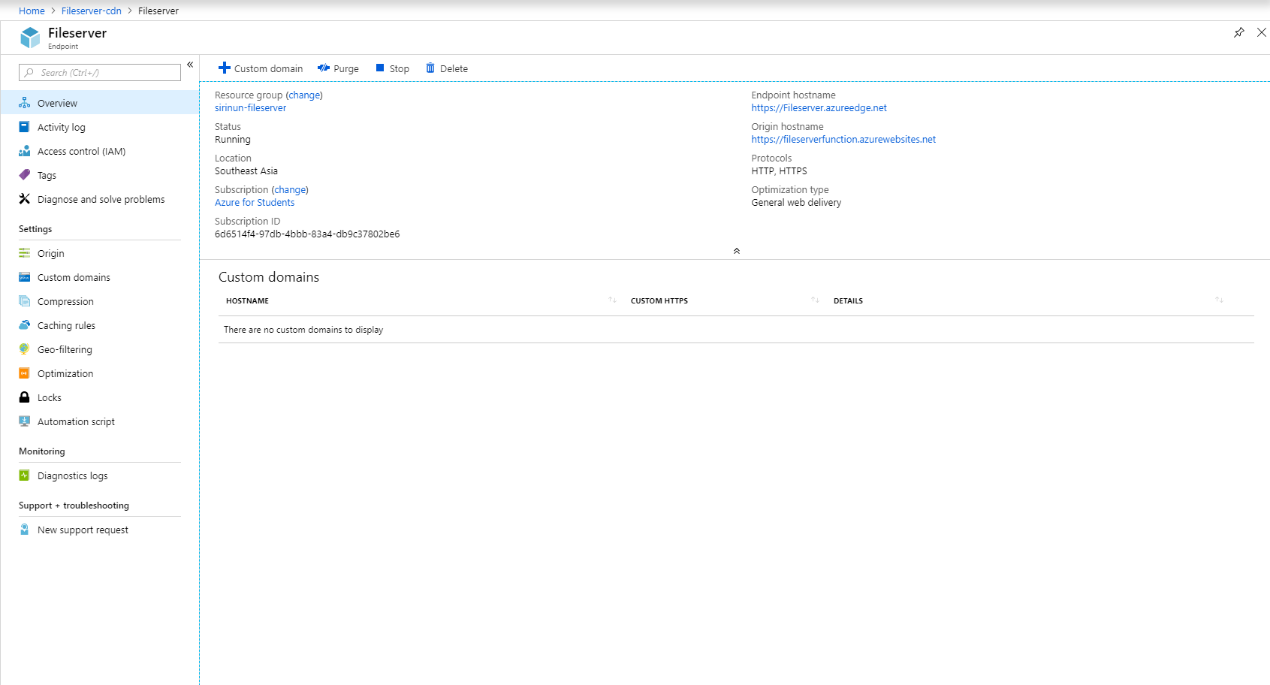 Home > Fileserver-cdn > Fileserver
Fileserver
Endpoint
Search (Ctrl+/)
«
Overview
Activity log
Access control (IAM)
Tags
Diagnose and solve problems
Settings
Origin
Custom domains
Compression
Caching rules
Geo-filtering
Optimization
Locks
Automation script
Monitoring
Diagnostics logs
Support + troubleshooting
New support request
Custom domain Purge Stop Delete
Resource group (change)
sirinun-fileserver
Status
Running
Location
Southeast Asia
Subscription (change)
Azure for Students
Subscription ID
6d6514f4-97db-4bbb-83a4-db9c37802be6
Endpoint hostname
https://Fileserver.azureedge.net
Origin hostname
https://fileserverfunction.azurewebsites.net
Protocols
HTTP, HTTPS
Optimization type
General web delivery
Custom domains
HOSTNAME CUSTOM HTTPS DETAILS
There are no custom domains to display